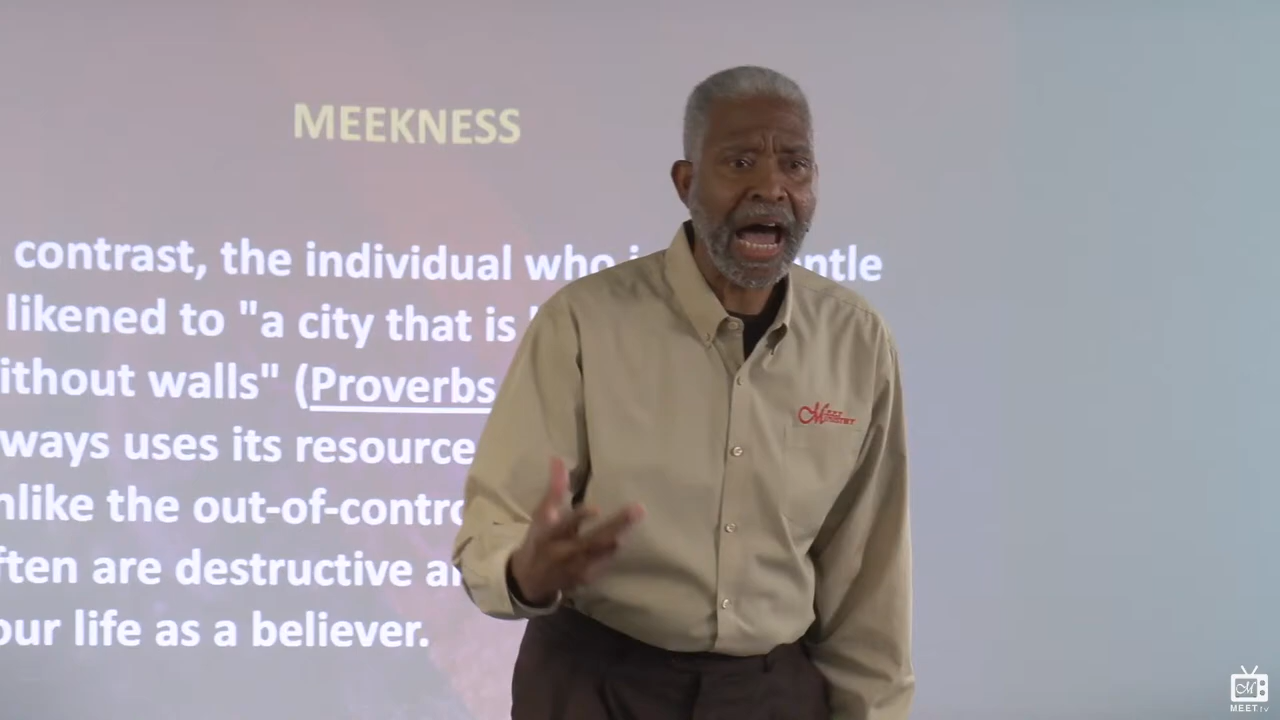 MEEKNESS
contrast, the individual who
likened to "a city that is
ithout walls" (Proverbs
ways uses its resource
nlike the out-of-contro
ften are destructive
our life as a believer.
MEET TV